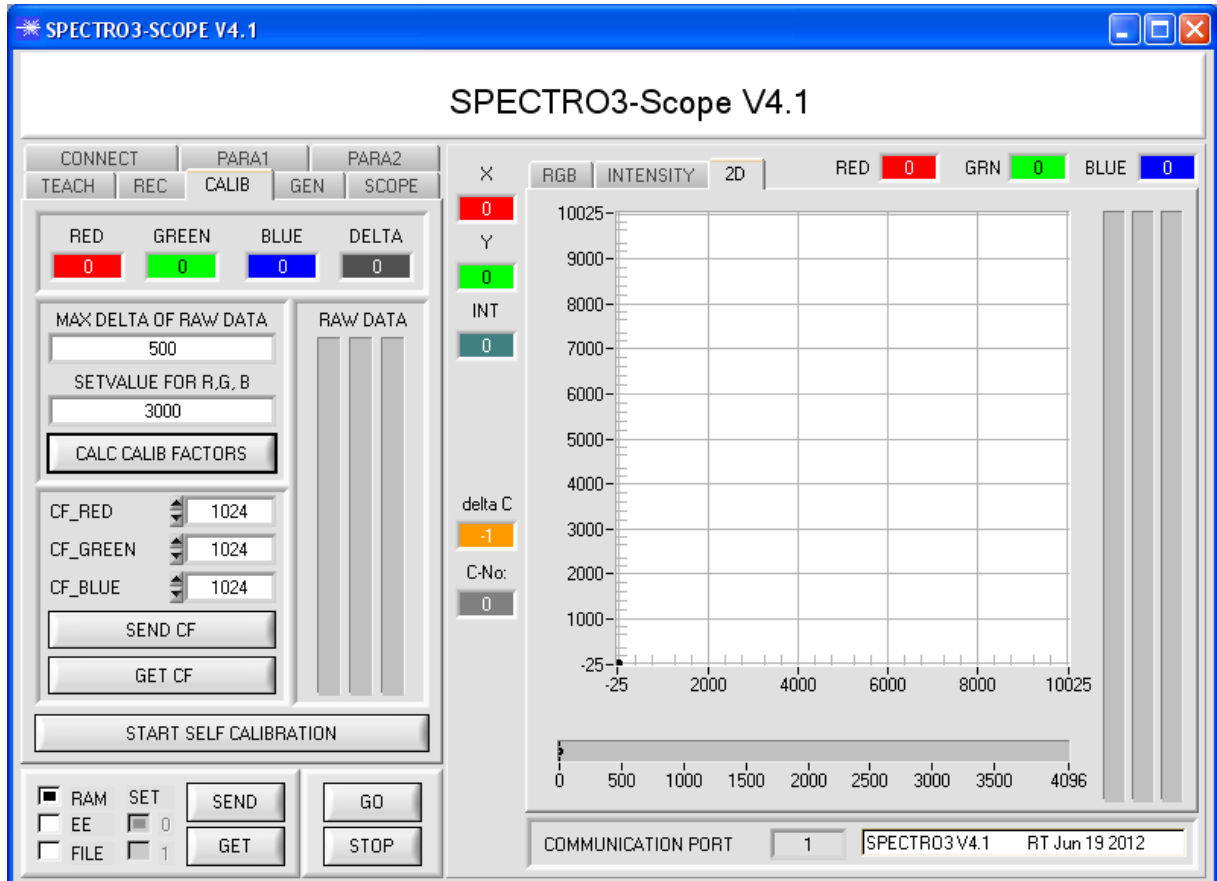 SPECTRO3-SCOPE V4.1
SPECTRO3-Scope V4.1
CONNECT PARA1 PARA2
TEACH REC CALIB GEN SCOPE
RED GREEN BLUE DELTA
0 0 0 0
MAX DELTA OF RAW DATA
500
SETVALUE FOR R,G, B
3000
CALC CALIB FACTORS
RAW DATA
CF_RED 1024
CF_GREEN 1024
CF_BLUE 1024
SEND CF
GET CF
START SELF CALIBRATION
RAM SET
EE 0
FILE 1
SEND
GET
GO
STOP
X
0
Y
0
INT
0
delta C
-1
C-No:
0
RGB INTENSITY 2D
RED 0 GRN 0 BLUE 0
10025
9000
8000
7000
6000
5000
4000
3000
2000
1000
-25
-25 2000 4000 6000 8000 10025
0 500 1000 1500 2000 2500 3000 3500 4096
COMMUNICATION PORT 1 SPECTRO3 V4.1 RT Jun 19 2012